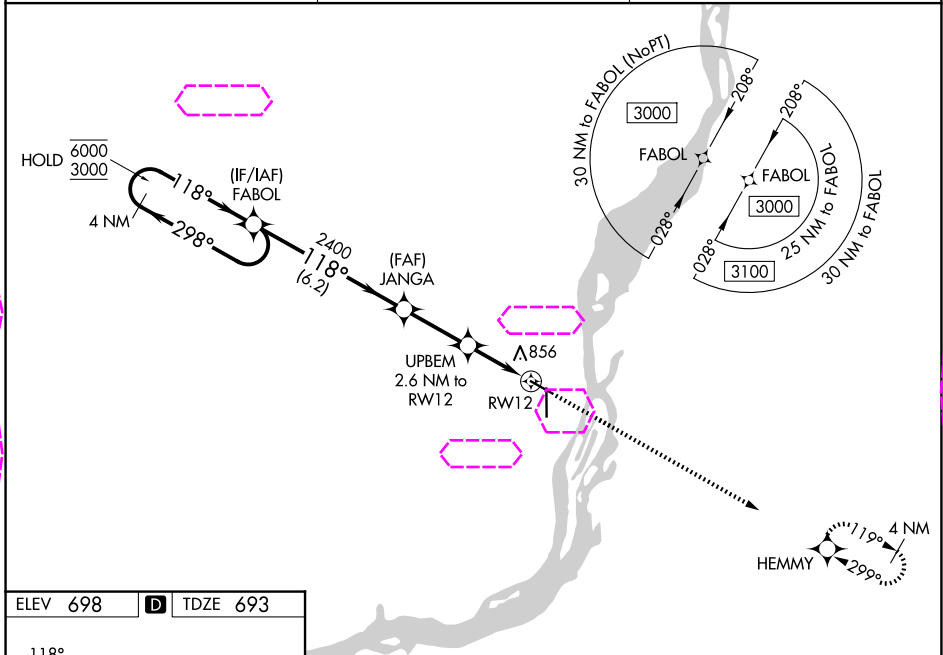 30 NM to FABOL (NoPT)
208°
3000
FABOL
028°
208°
FABOL
3000
25 NM to FABOL
3100
30 NM to FABOL
028°
HOLD
6000
3000
118°
4 NM
298°
(IF/IAF)
FABOL
2400
118°
(6.2)
(FAF)
JANGA
UPBEM
2.6 NM to
RW12
856
RW12
HEMMY
119°
4 NM
299°
ELEV 698
D
TDZE 693
118°